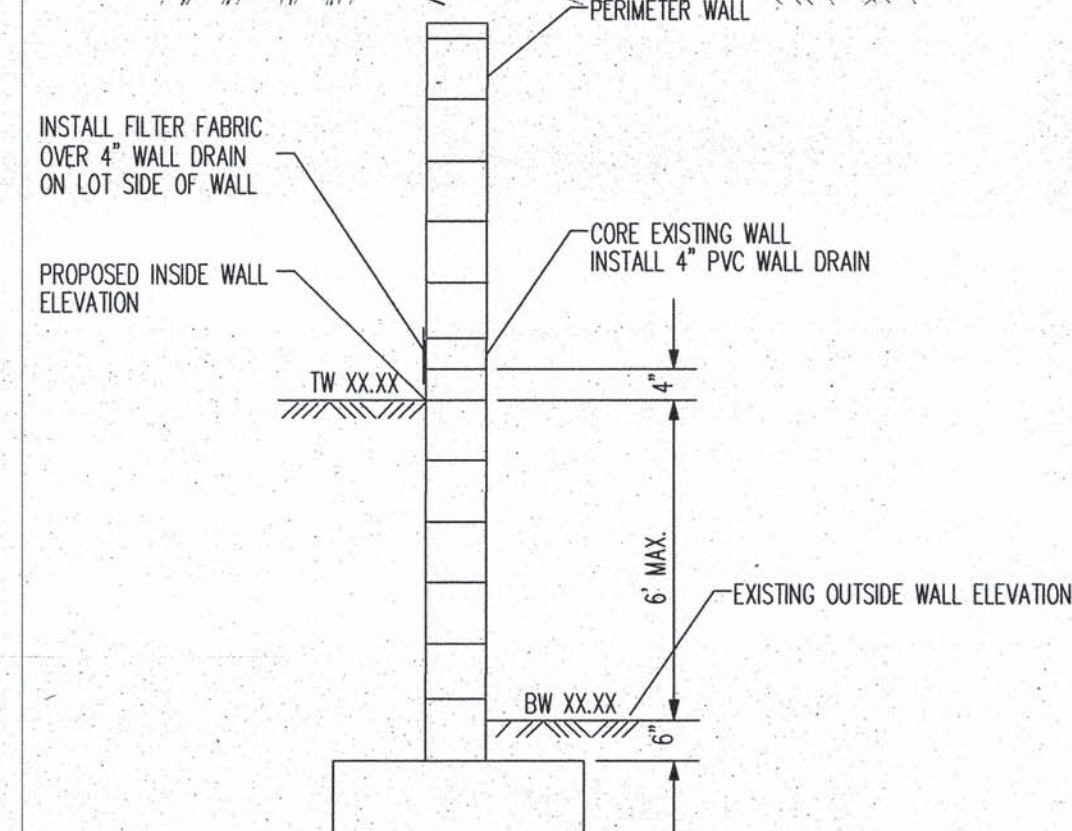 PERIMETER WALL
INSTALL FILTER FABRIC
OVER 4" WALL DRAIN
ON LOT SIDE OF WALL
CORE EXISTING WALL
INSTALL 4" PVC WALL DRAIN
PROPOSED INSIDE WALL
ELEVATION
TW XX.XX
4"
6' MAX.
EXISTING OUTSIDE WALL ELEVATION
BW XX.XX
6"